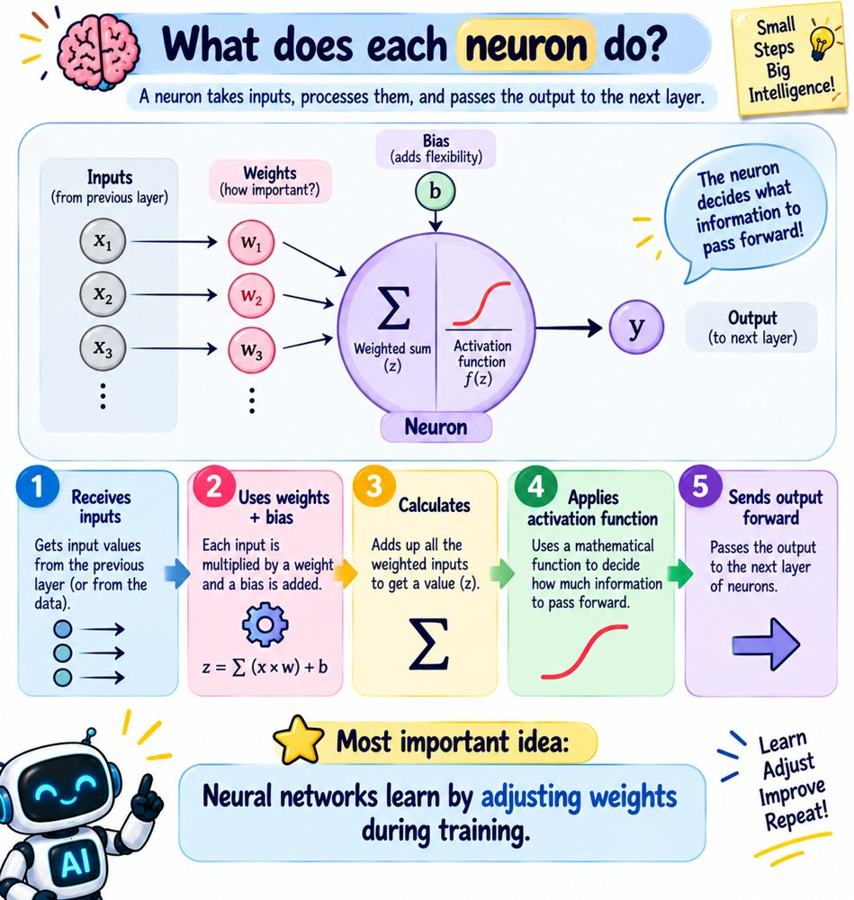 What does each neuron do?
Small
Steps
Big
Intelligence!
A neuron takes inputs, processes them, and passes the output to the next layer.
Inputs
(from previous layer)
x₁
x₂
x₃
⋮
Weights
(how important?)
w₁
w₂
w₃
⋮
Bias
(adds flexibility)
b
Σ
Weighted sum
(z)
Activation
function
f(z)
Neuron
y
Output
(to next layer)
The neuron
decides what
information to
pass forward!
1
Receives
inputs
Gets input values
from the previous
layer (or from the
data).
2
Uses weights
+ bias
Each input is
multiplied by a weight
and a bias is added.
z = Σ (x × w) + b
3
Calculates
Adds up all the
weighted inputs
to get a value (z).
Σ
4
Applies
activation function
Uses a mathematical
function to decide
how much information
to pass forward.
5
Sends output
forward
Passes the output
to the next layer
of neurons.
AI
Most important idea:
Neural networks learn by adjusting weights
during training.
Learn
Adjust
Improve
Repeat!